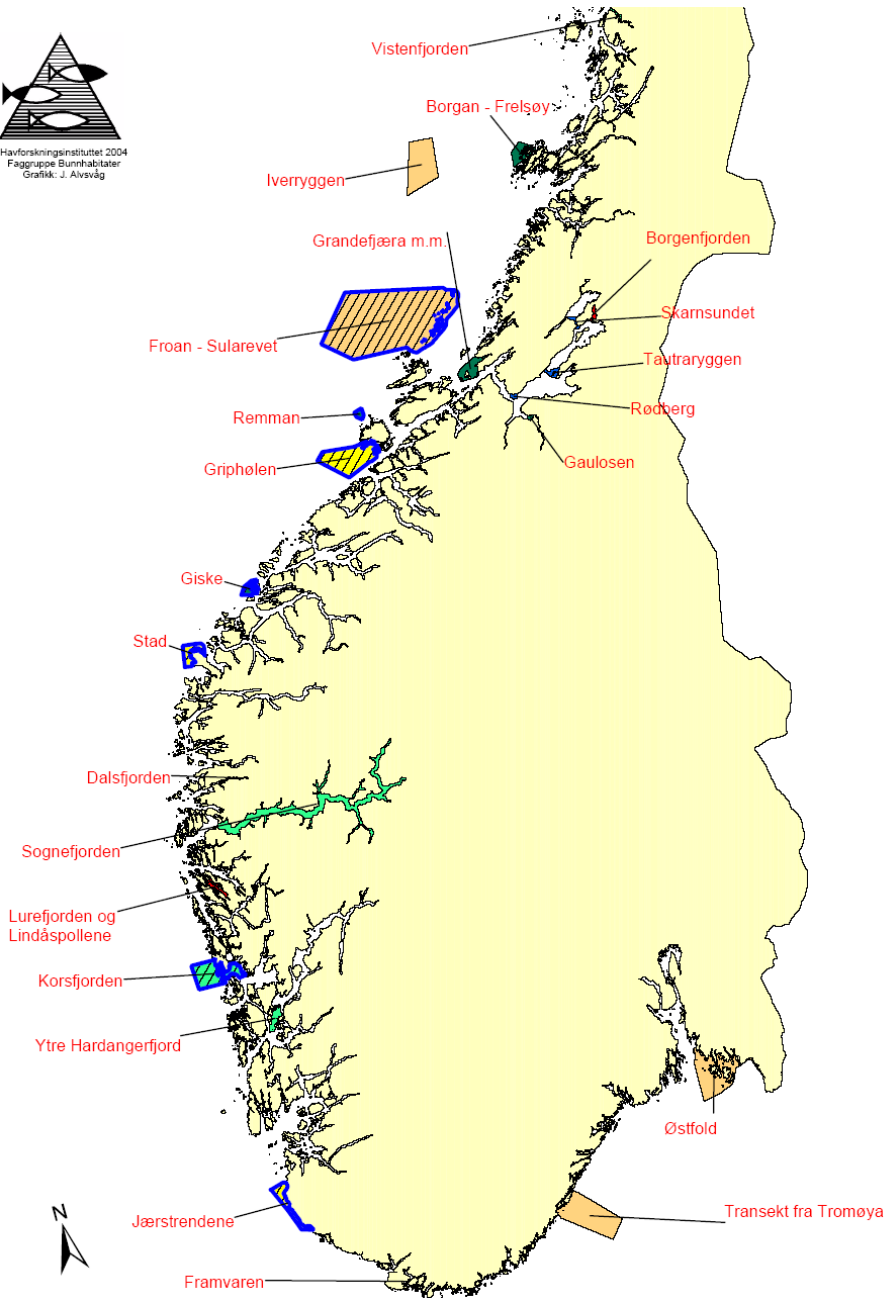 Havforskningsinstituttet 2004
Faggruppe Bunnhabitater
Grafikk: J. Alvsvåg
Vistenfjorden
Borgan - Frelsøy
Iverryggen
Grandefjæra m.m.
Borgenfjorden
Skarnsundet
Froan - Sularevet
Tautraryggen
Remman
Rødberg
Griphølen
Gaulosen
Giske
Stad
Dalsfjorden
Sognefjorden
Lurefjorden og
Lindåspollene
Korsfjorden
Ytre Hardangerfjord
Østfold
Jærstrendene
Transekt fra Tromøya
N
Framvaren